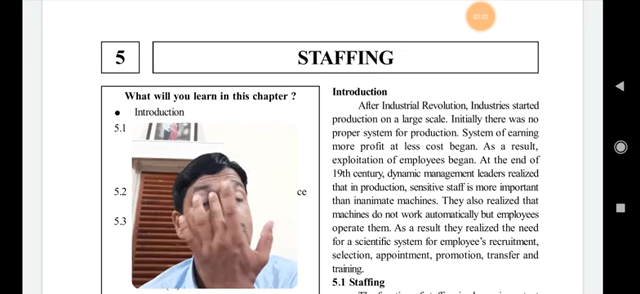 02:21
5
STAFFING
What will you learn in this chapter ?
● Introduction
5.1
5.2
ce
5.3
Introduction
After Industrial Revolution, Industries started
production on a large scale. Initially there was no
proper system for production. System of earning
more profit at less cost began. As a result,
exploitation of employees began. At the end of
19th century, dynamic management leaders realized
that in production, sensitive staff is more important
than inanimate machines. They also realized that
machines do not work automatically but employees
operate them. As a result they realized the need
for a scientific system for employee's recruitment,
selection, appointment, promotion, transfer and
training.
5.1 Staffing